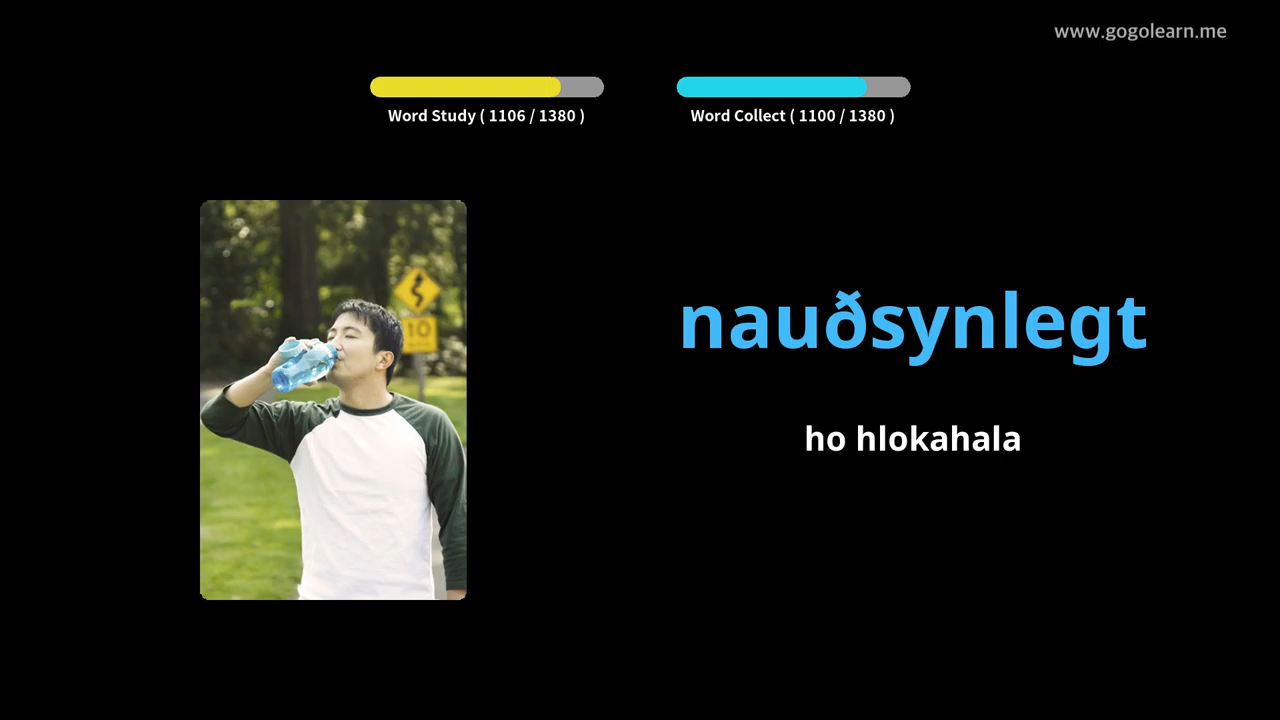 www.gogolearn.me
Word Study ( 1106 / 1380 )
Word Collect ( 1100 / 1380 )
10
nauðsynlegt
ho hlokahala